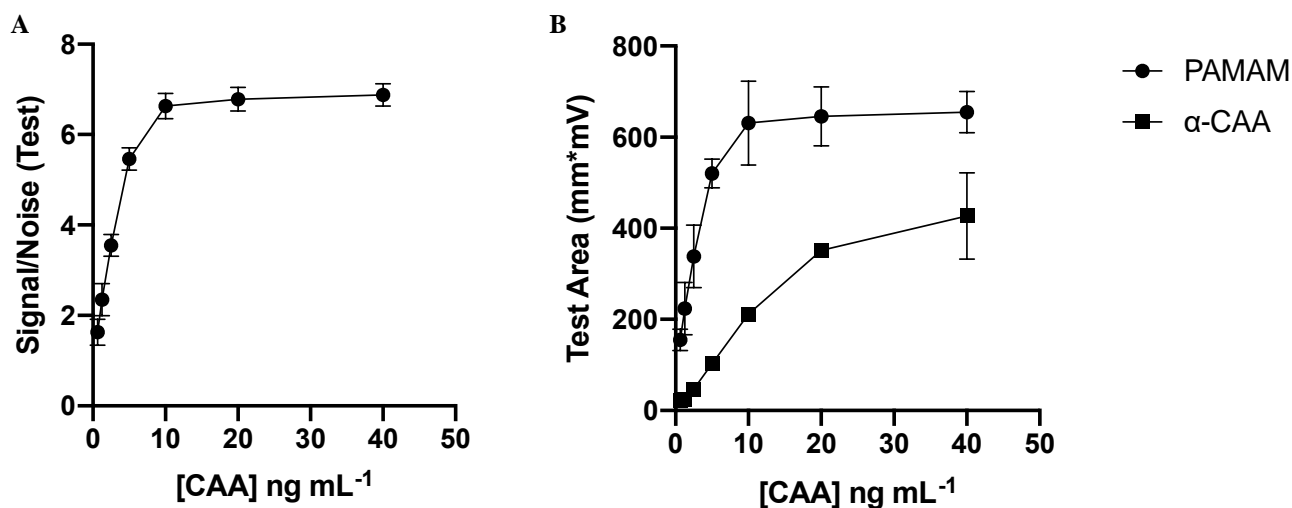 A
Signal/Noise (Test)
8
6
4
2
0
0 10 20 30 40 50
[CAA] ng mL⁻¹
B
Test Area (mm*mV)
800
600
400
200
0
0 10 20 30 40 50
[CAA] ng mL⁻¹
PAMAM
α-CAA